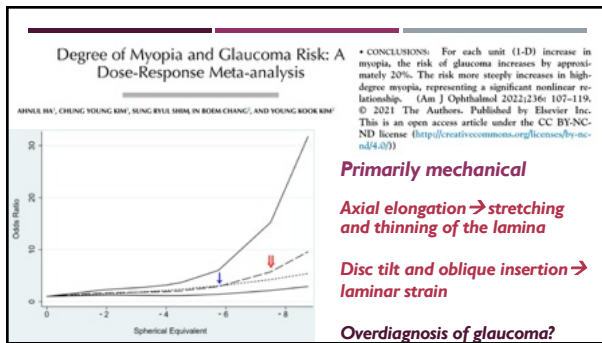 Degree of Myopia and Glaucoma Risk: A
Dose-Response Meta-analysis
AHNUL HA, CHUNG YOUNG KIM, SUNG RYUL SHIM, IN BOEM CHANG, AND YOUNG KOOK KIM
• CONCLUSIONS: For each unit (1-D) increase in
myopia, the risk of glaucoma increases by approxi-
mately 20%. The risk more steeply increases in high-
degree myopia, representing a significant nonlinear re-
lationship. (Am J Ophthalmol 2022;236: 107–119.
© 2021 The Authors. Published by Elsevier Inc.
This is an open access article under the CC BY-NC-
ND license (http://creativecommons.org/licenses/by-nc-
nd/4.0/))
Odds Ratio
30
20
10
0
0 -2 -4 -6 -8
Spherical Equivalent
Primarily mechanical
Axial elongation → stretching
and thinning of the lamina
Disc tilt and oblique insertion →
laminar strain
Overdiagnosis of glaucoma?